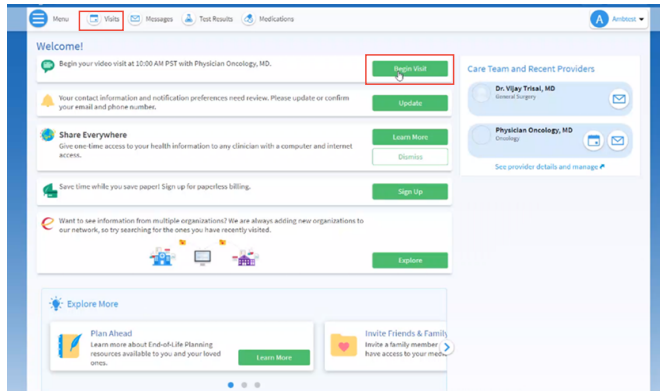 Menu
Visits
Messages
Test Results
Medications
A
Ambtest
Welcome!
Begin your video visit at 10:00 AM PST with Physician Oncology, MD.
Begin Visit
Your contact information and notification preferences need review. Please update or confirm
your email and phone number.
Update
Share Everywhere
Give one-time access to your health information to any clinician with a computer and internet
access.
Learn More
Dismiss
Save time while you save paper! Sign up for paperless billing.
Sign Up
Want to see information from multiple organizations? We are always adding new organizations to
our network, so try searching for the ones you have recently visited.
Explore
Care Team and Recent Providers
Dr. Vijay Trisal, MD
General Surgery
Physician Oncology, MD
Oncology
See provider details and manage
Explore More
Plan Ahead
Learn more about End-of-Life Planning
resources available to you and your loved
ones.
Learn More
Invite Friends & Family
Invite a family member
have access to your